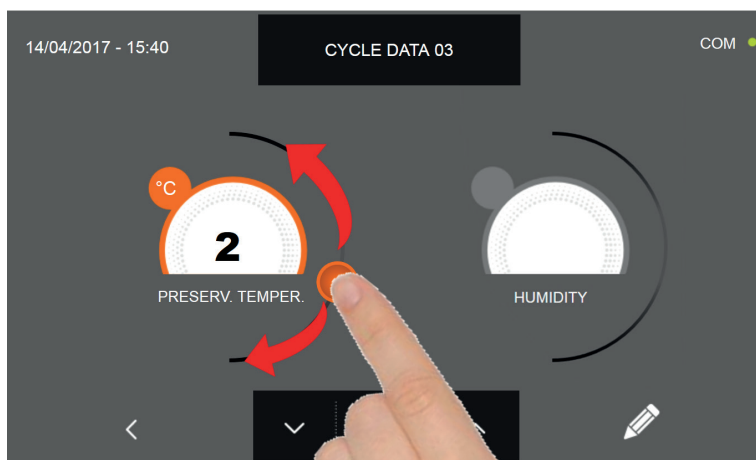 14/04/2017 - 15:40
CYCLE DATA 03
COM
°C
2
PRESERV. TEMPER.
HUMIDITY